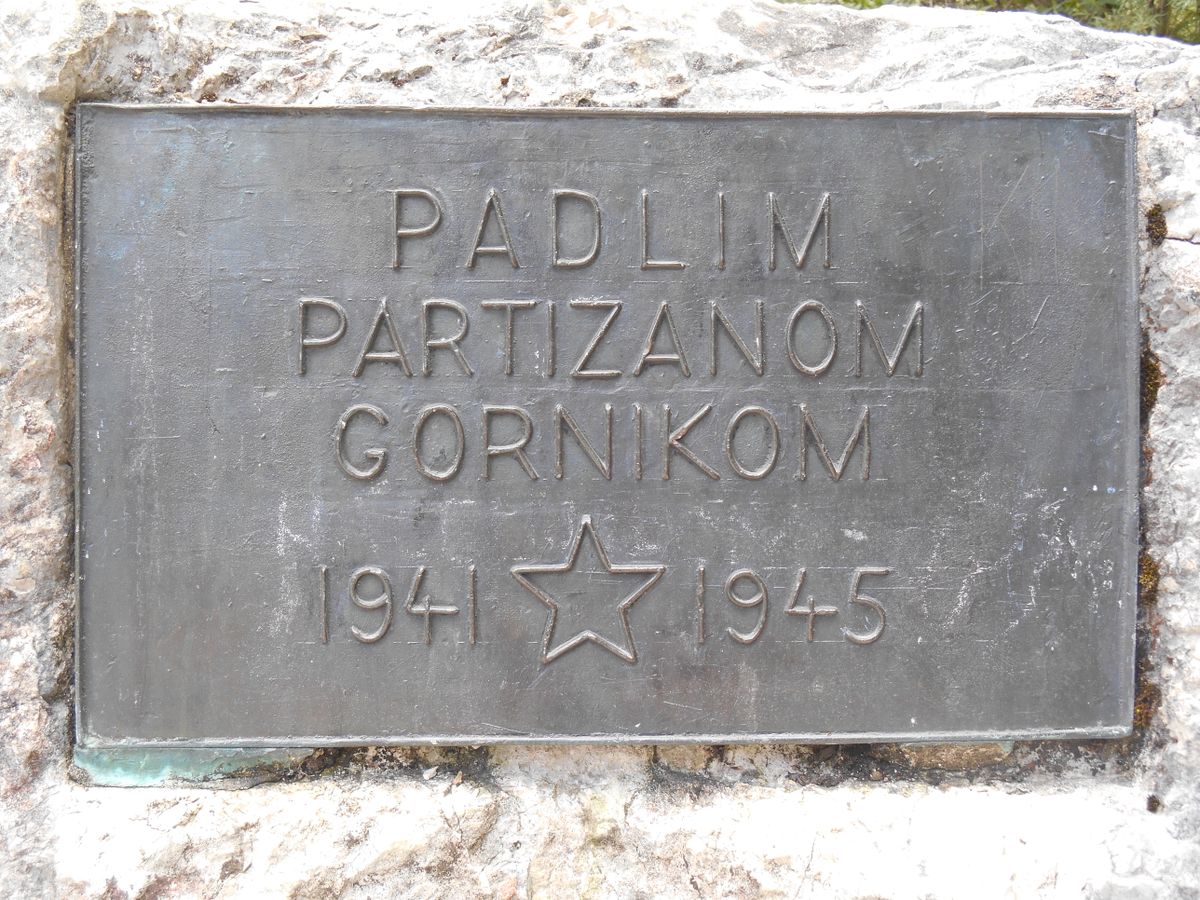 PADLIM
PARTIZANOM
GORNIKOM
1941 1945